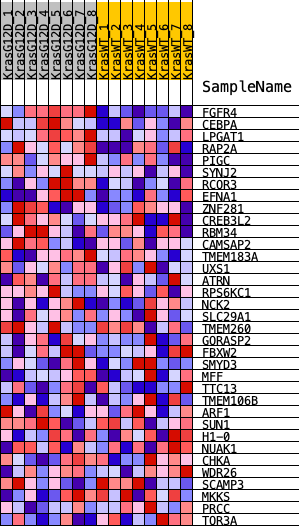 KrasG12D_1
KrasG12D_2
KrasG12D_3
KrasG12D_4
KrasG12D_5
KrasG12D_6
KrasG12D_7
KrasG12D_8
KrasWT_1
KrasWT_2
KrasWT_3
KrasWT_4
KrasWT_5
KrasWT_6
KrasWT_7
KrasWT_8
SampleName
FGFR4
CEBPA
LPGAT1
RAP2A
PIGC
SYNJ2
RCOR3
EFNA1
ZNF281
CREB3L2
RBM34
CAMSAP2
TMEM183A
UXS1
ATRN
RPS6KC1
NCK2
SLC29A1
TMEM260
GORASP2
FBXW2
SMYD3
MFF
TTC13
TMEM106B
ARF1
SUN1
H1-0
NUAK1
CHKA
WDR26
SCAMP3
MKKS
PRCC
TOR3A